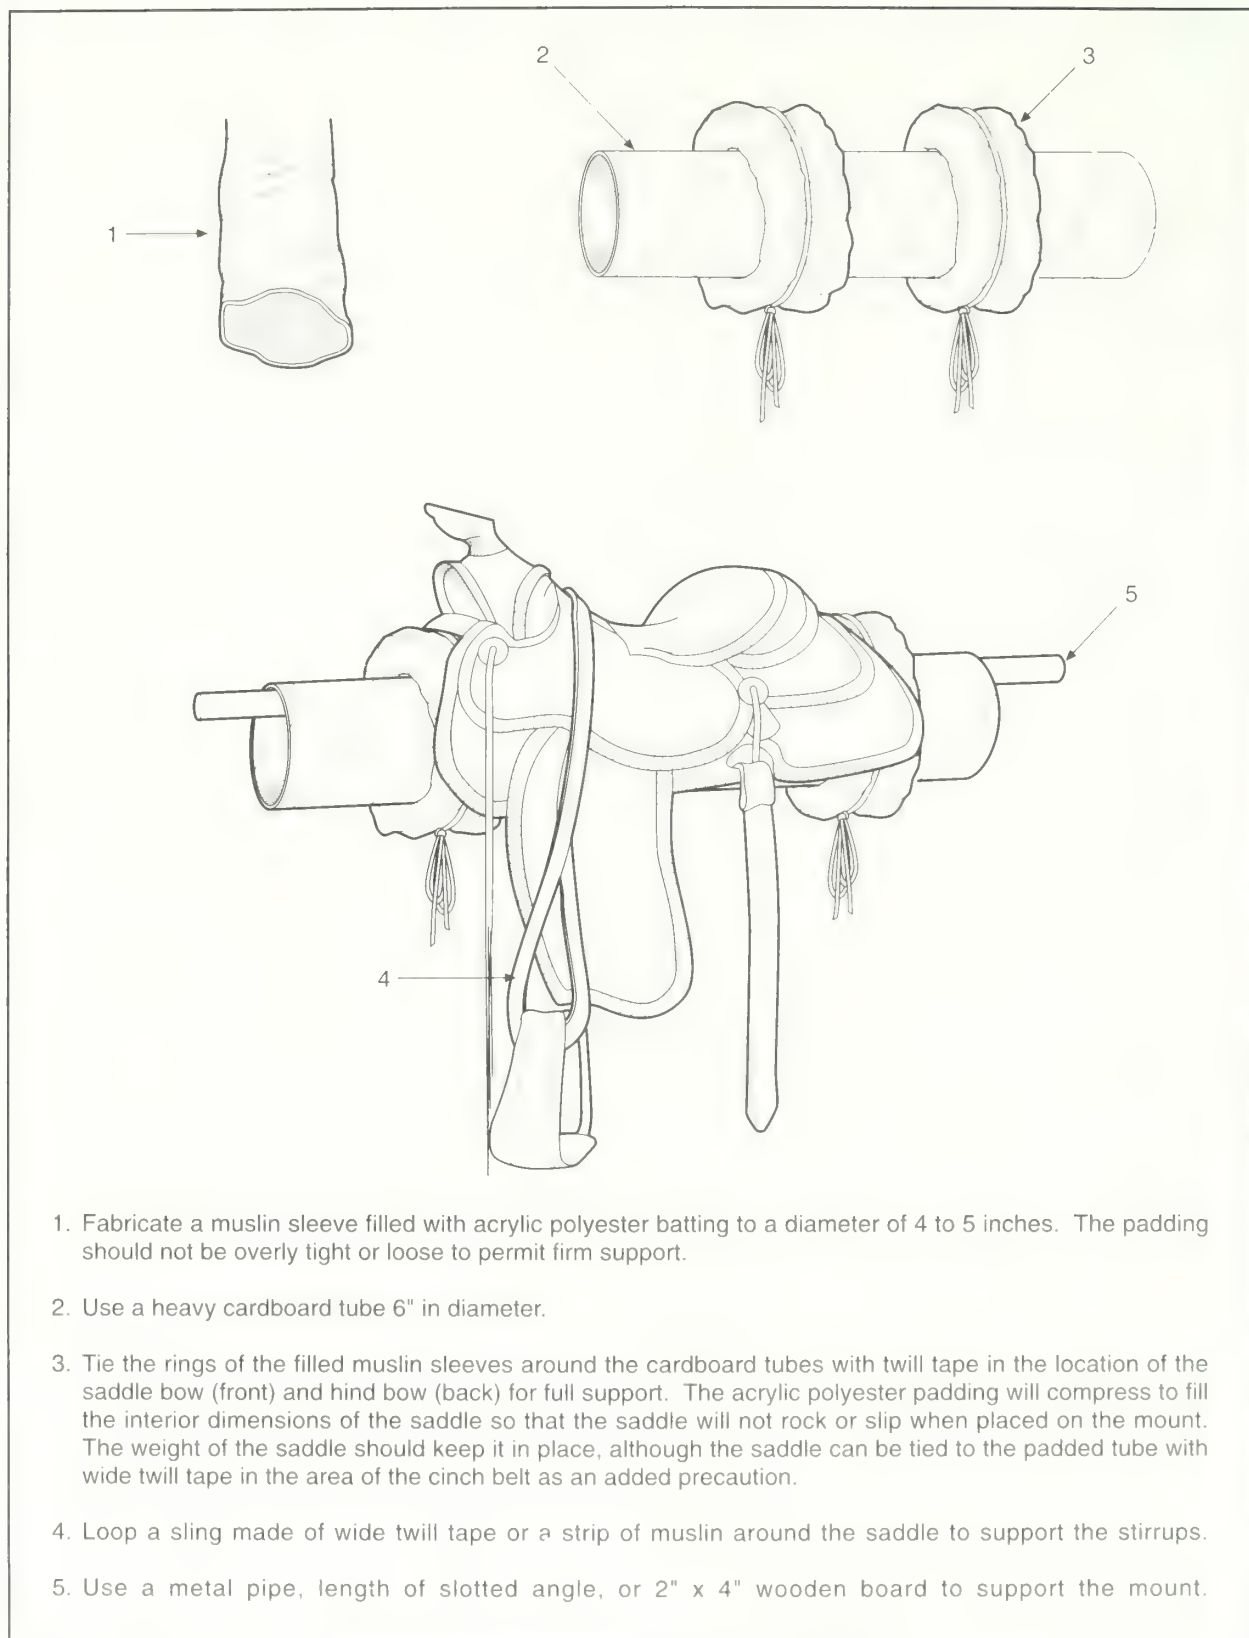 2
3
1
5
4
1. Fabricate a muslin sleeve filled with acrylic polyester batting to a diameter of 4 to 5 inches. The padding
should not be overly tight or loose to permit firm support.
2. Use a heavy cardboard tube 6" in diameter.
3. Tie the rings of the filled muslin sleeves around the cardboard tubes with twill tape in the location of the
saddle bow (front) and hind bow (back) for full support. The acrylic polyester padding will compress to fill
the interior dimensions of the saddle so that the saddle will not rock or slip when placed on the mount.
The weight of the saddle should keep it in place, although the saddle can be tied to the padded tube with
wide twill tape in the area of the cinch belt as an added precaution.
4. Loop a sling made of wide twill tape or a strip of muslin around the saddle to support the stirrups.
5. Use a metal pipe, length of slotted angle, or 2" x 4" wooden board to support the mount.